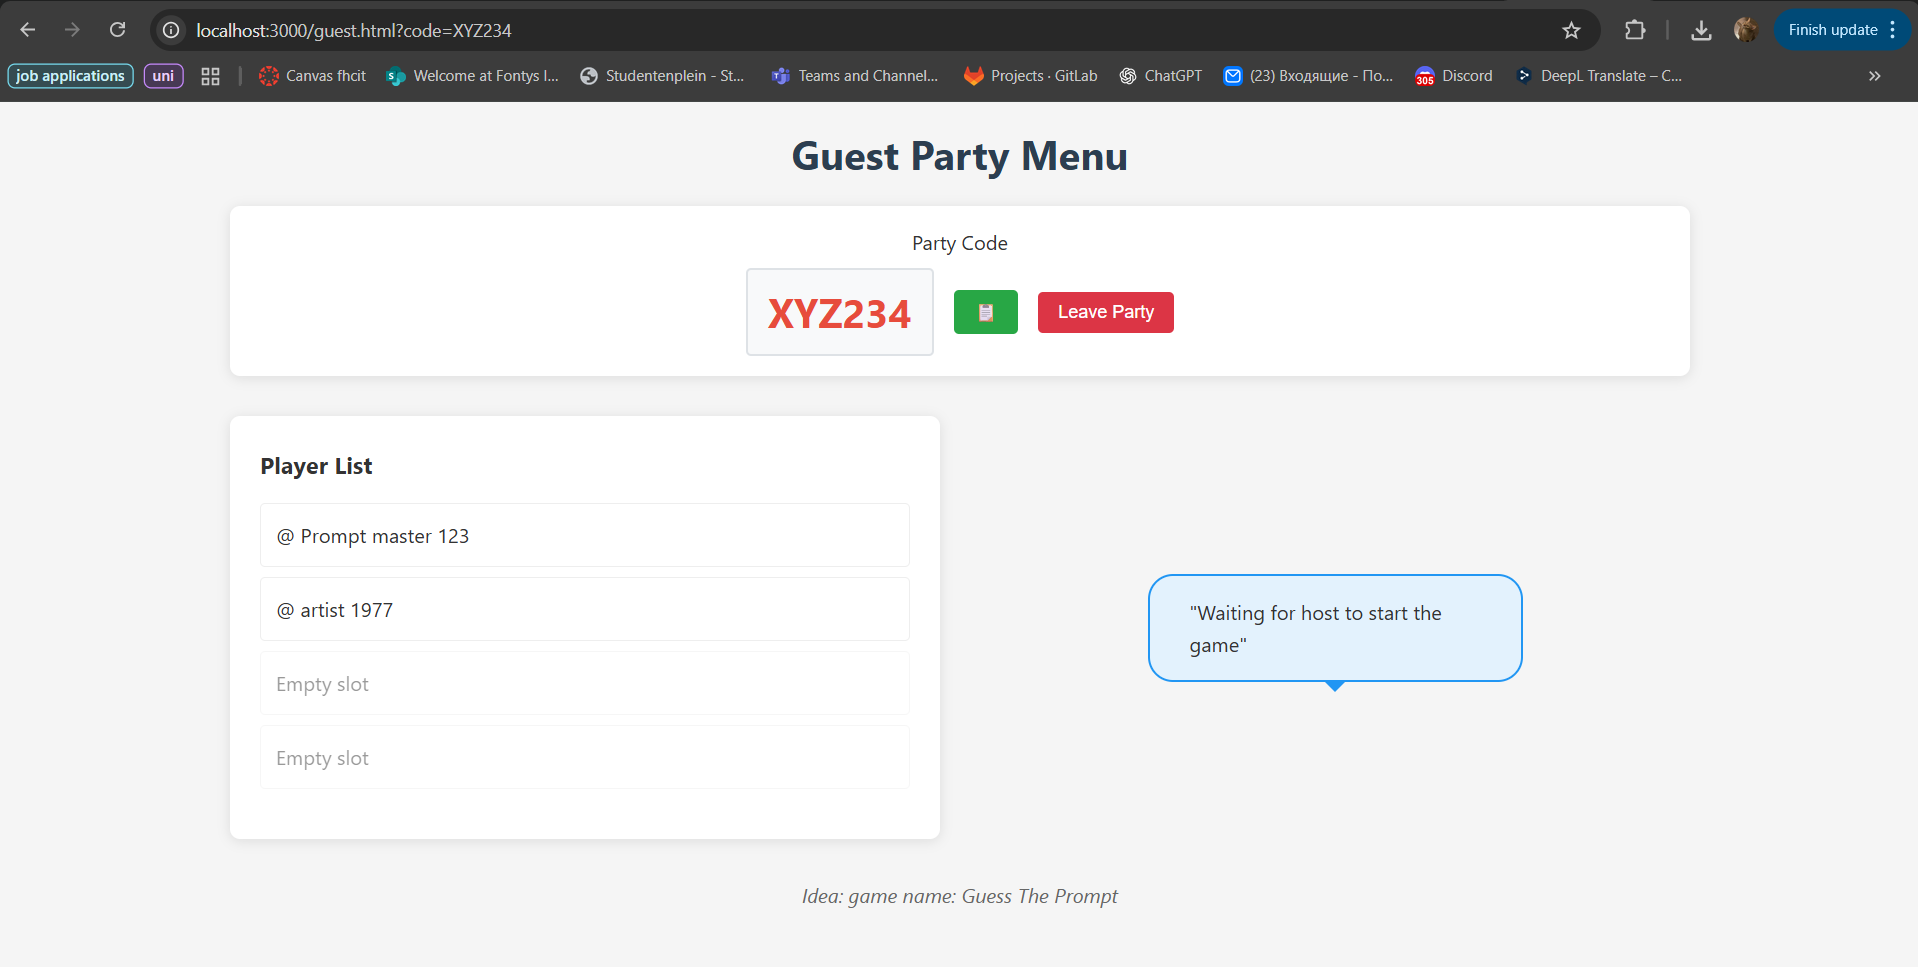 localhost:3000/guest.html?code=XYZ234
Finish update
job applications
uni
Canvas fhcit
Welcome at Fontys I...
Studentenplein - St...
Teams and Channel...
Projects · GitLab
ChatGPT
(23) Входящие - По...
305
Discord
DeepL Translate – C...
»
Guest Party Menu
Party Code
XYZ234
Leave Party
Player List
@ Prompt master 123
@ artist 1977
Empty slot
Empty slot
"Waiting for host to start the
game"
Idea: game name: Guess The Prompt